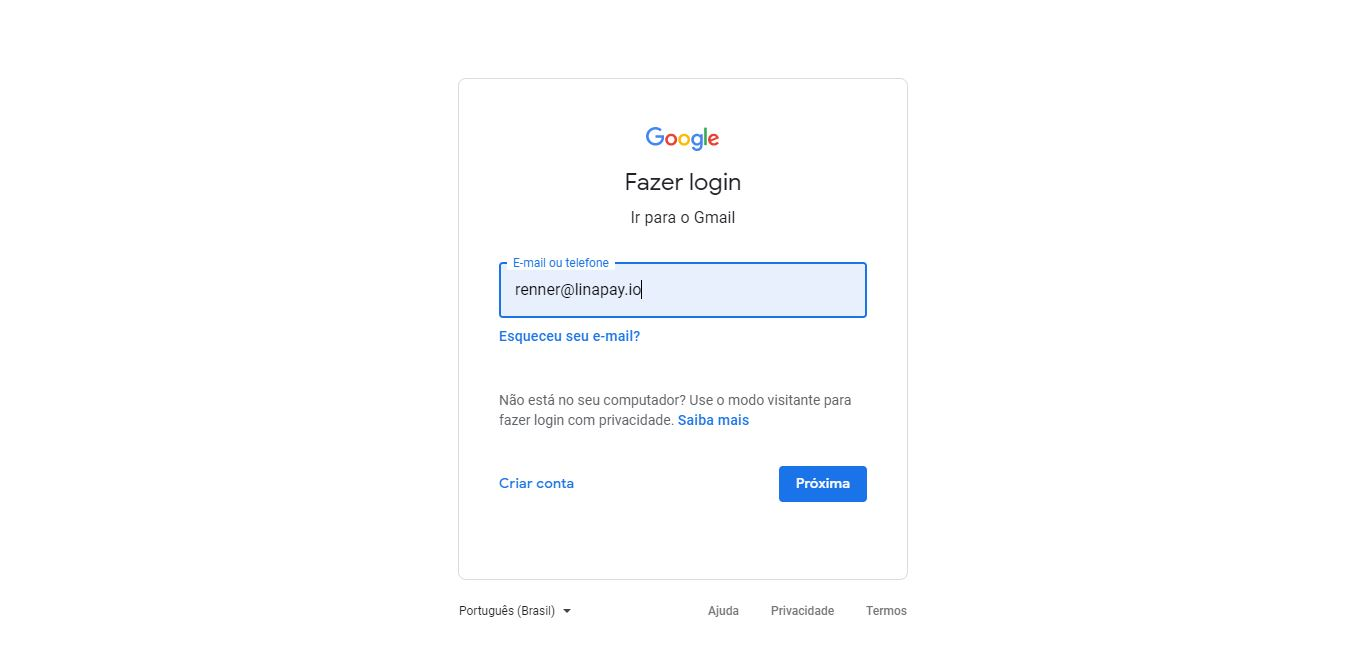 Google
Fazer login
Ir para o Gmail
E-mail ou telefone
renner@linapay.io
Esqueceu seu e-mail?
Não está no seu computador? Use o modo visitante para
fazer login com privacidade. Saiba mais
Criar conta
Próxima
Português (Brasil)
Ajuda
Privacidade
Termos